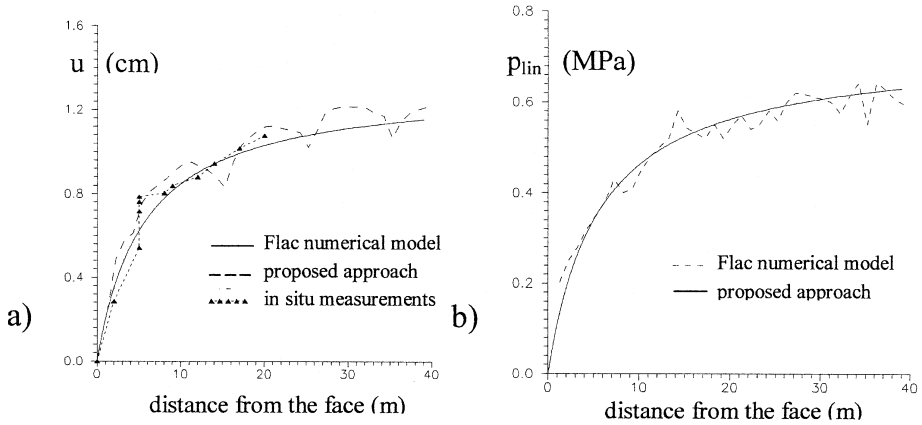 1.6
u (cm)
1.2
0.8
0.4
0.0
0 10 20 30 40
Flac numerical model
proposed approach
in situ measurements
a)
distance from the face (m)
0.8
p lin (MPa)
0.6
0.4
0.2
0.0
0 10 20 30 40
Flac numerical model
proposed approach
b)
distance from the face (m)